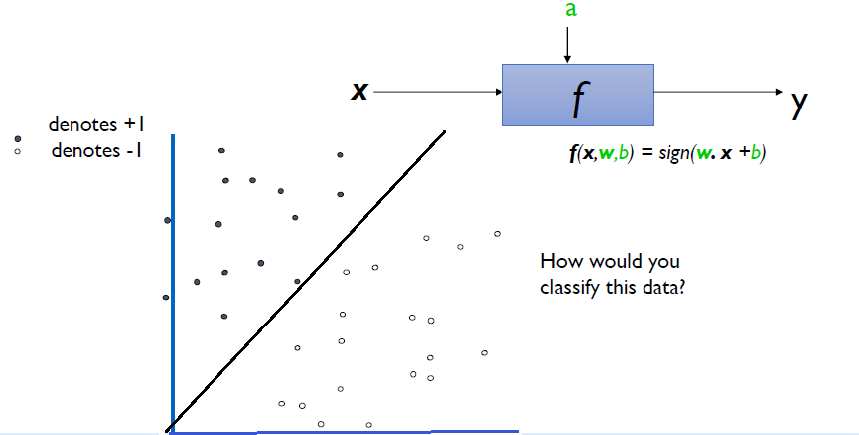 a
x
f
y
denotes +1
denotes -1
f(x,w,b) = sign(w. x +b)
How would you
classify this data?